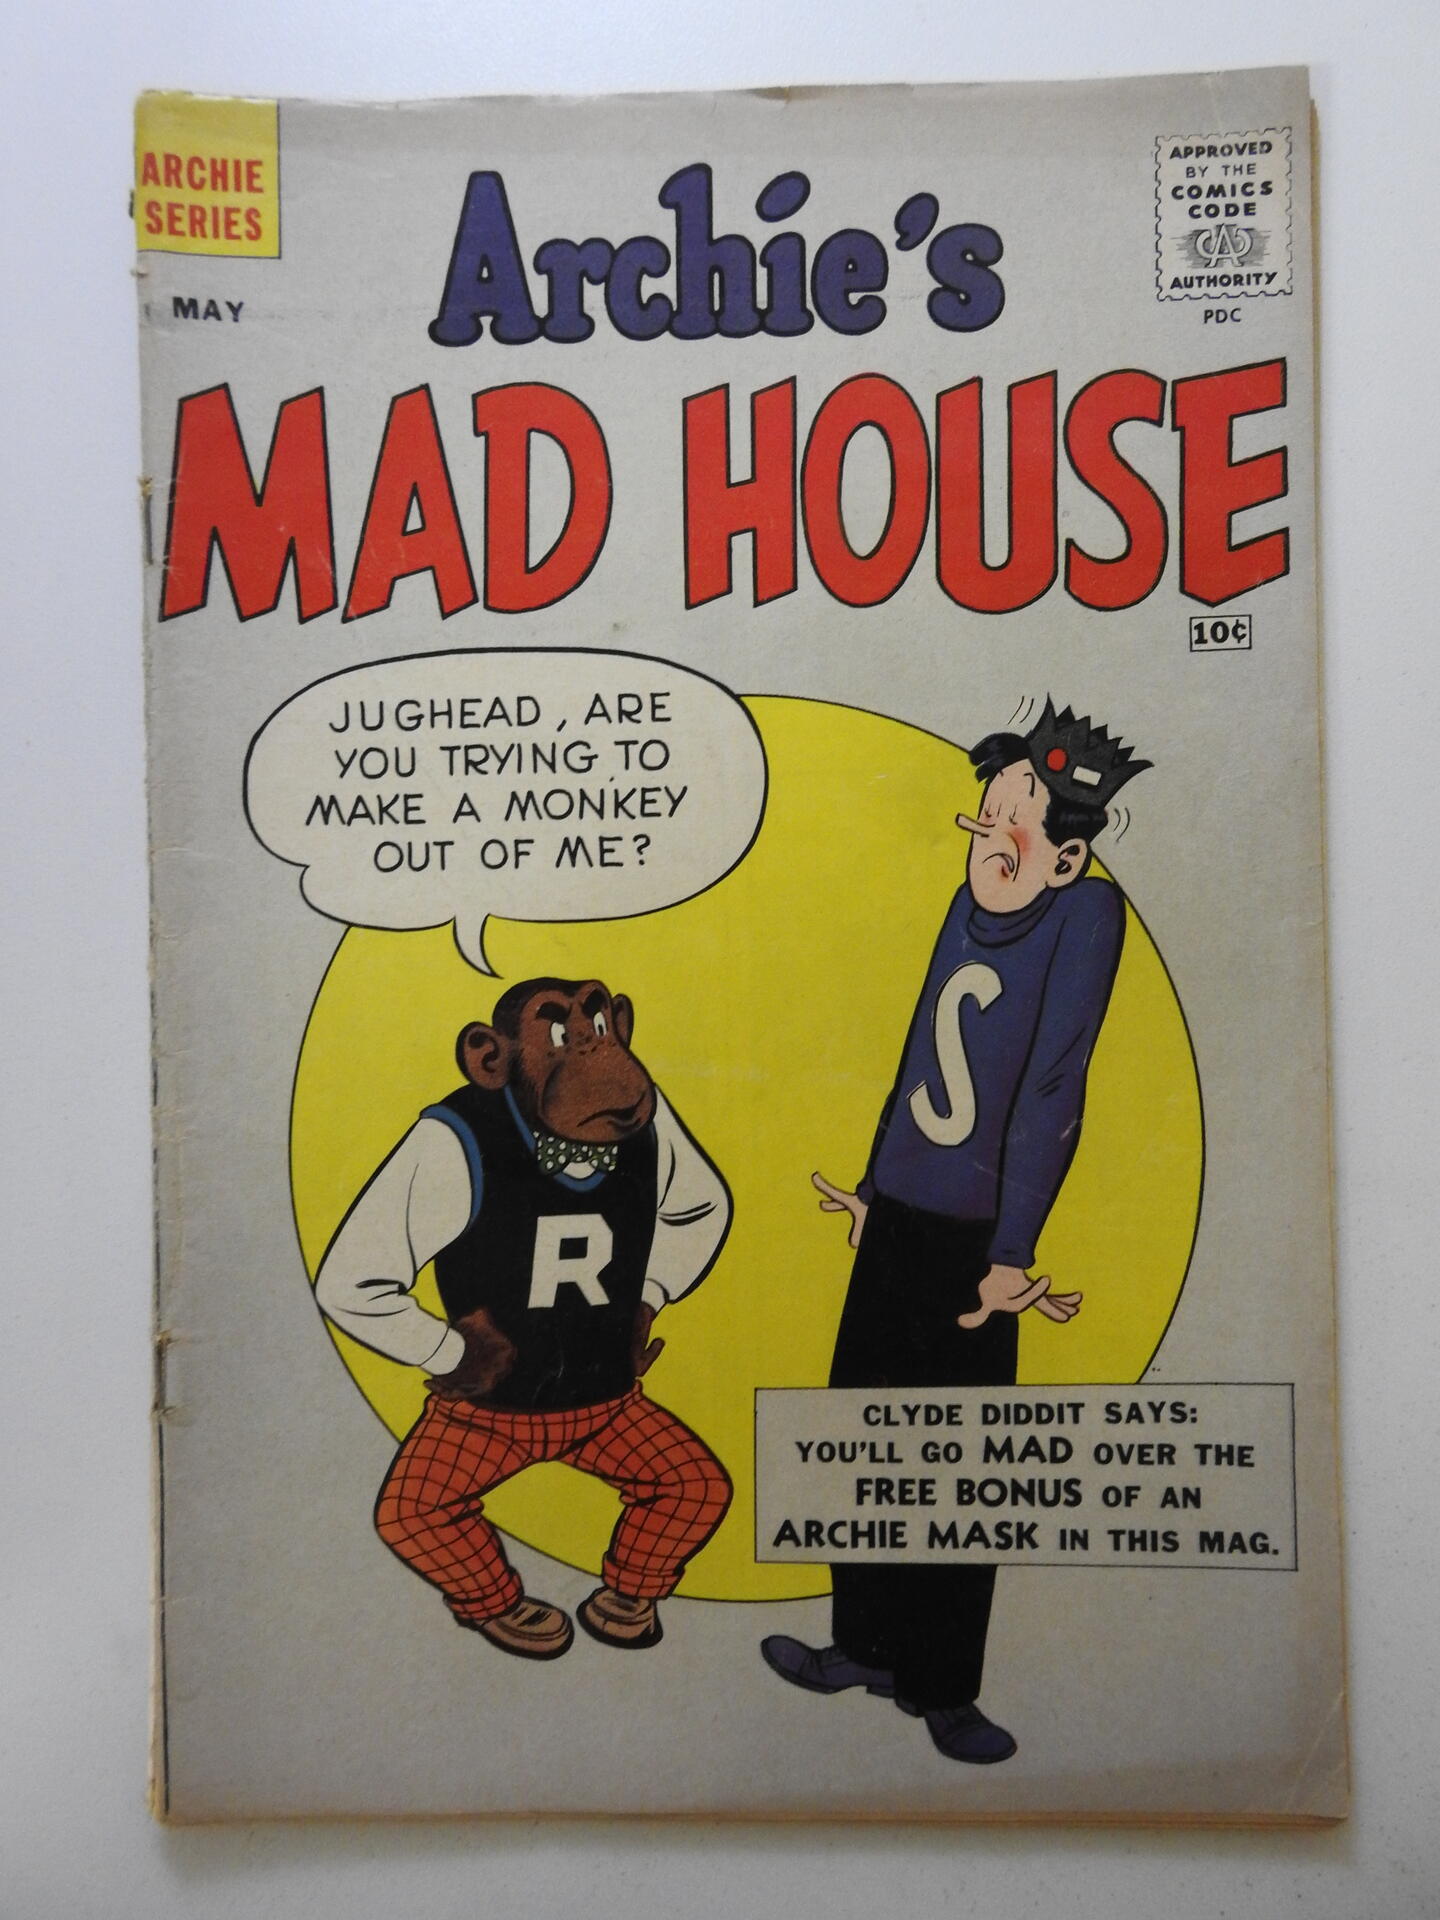 ARCHIE
SERIES
MAY
Archie's
MAD HOUSE
APPROVED
BY THE
COMICS
CODE
CA
AUTHORITY
PDC
10¢
JUGHEAD, ARE
YOU TRYING TO
MAKE A MONKEY
OUT OF ME?
S
R
CLYDE DIDDIT SAYS:
YOU'LL GO MAD OVER THE
FREE BONUS OF AN
ARCHIE MASK IN THIS MAG.